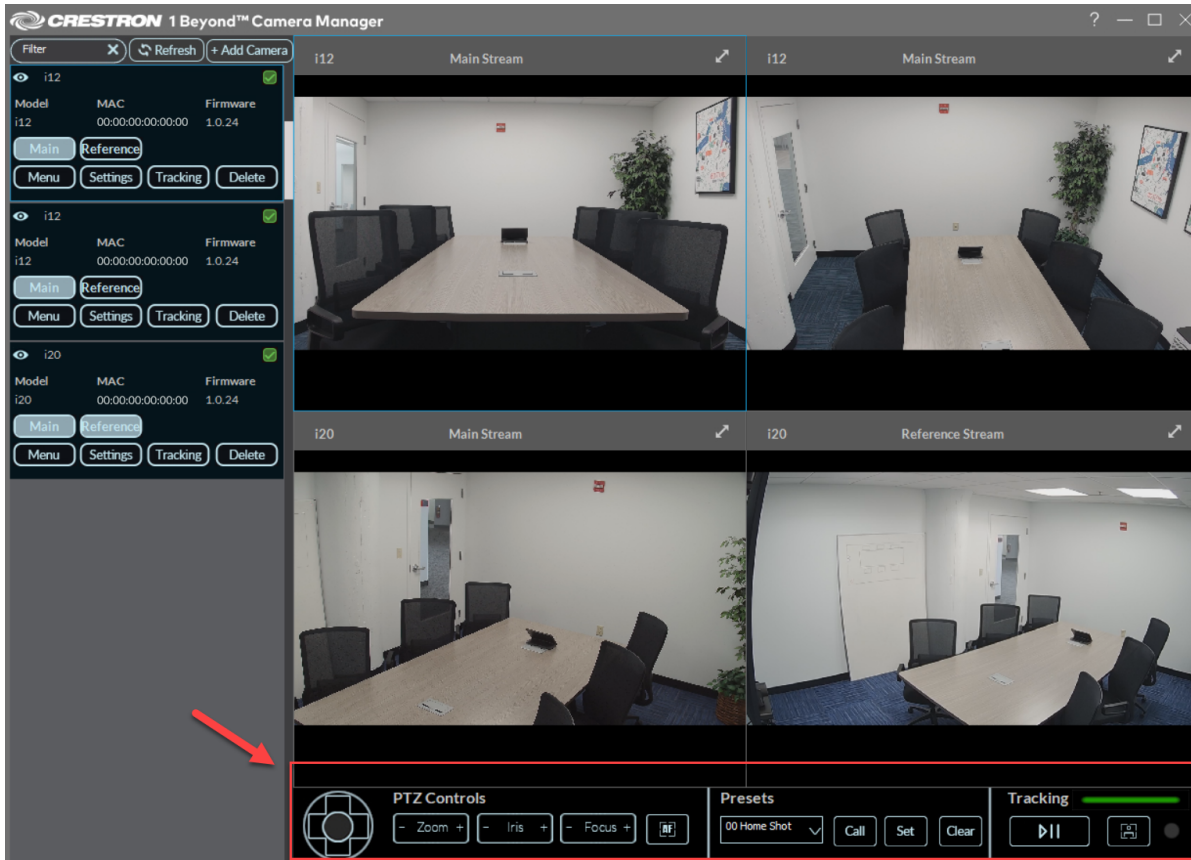 CRESTRON 1 Beyond™ Camera Manager ?
Filter Refresh + Add Camera
i12
Model MAC Firmware
i12 00:00:00:00:00:00 1.0.24
Main Reference
Menu Settings Tracking Delete
i12
Model MAC Firmware
i12 00:00:00:00:00:00 1.0.24
Main Reference
Menu Settings Tracking Delete
i20
Model MAC Firmware
i20 00:00:00:00:00:00 1.0.24
Main Reference
Menu Settings Tracking Delete
i12 Main Stream
i12 Main Stream
i20 Main Stream
i20 Reference Stream
PTZ Controls
- Zoom + - Iris + - Focus + AF
Presets
00 Home Shot Call Set Clear
Tracking